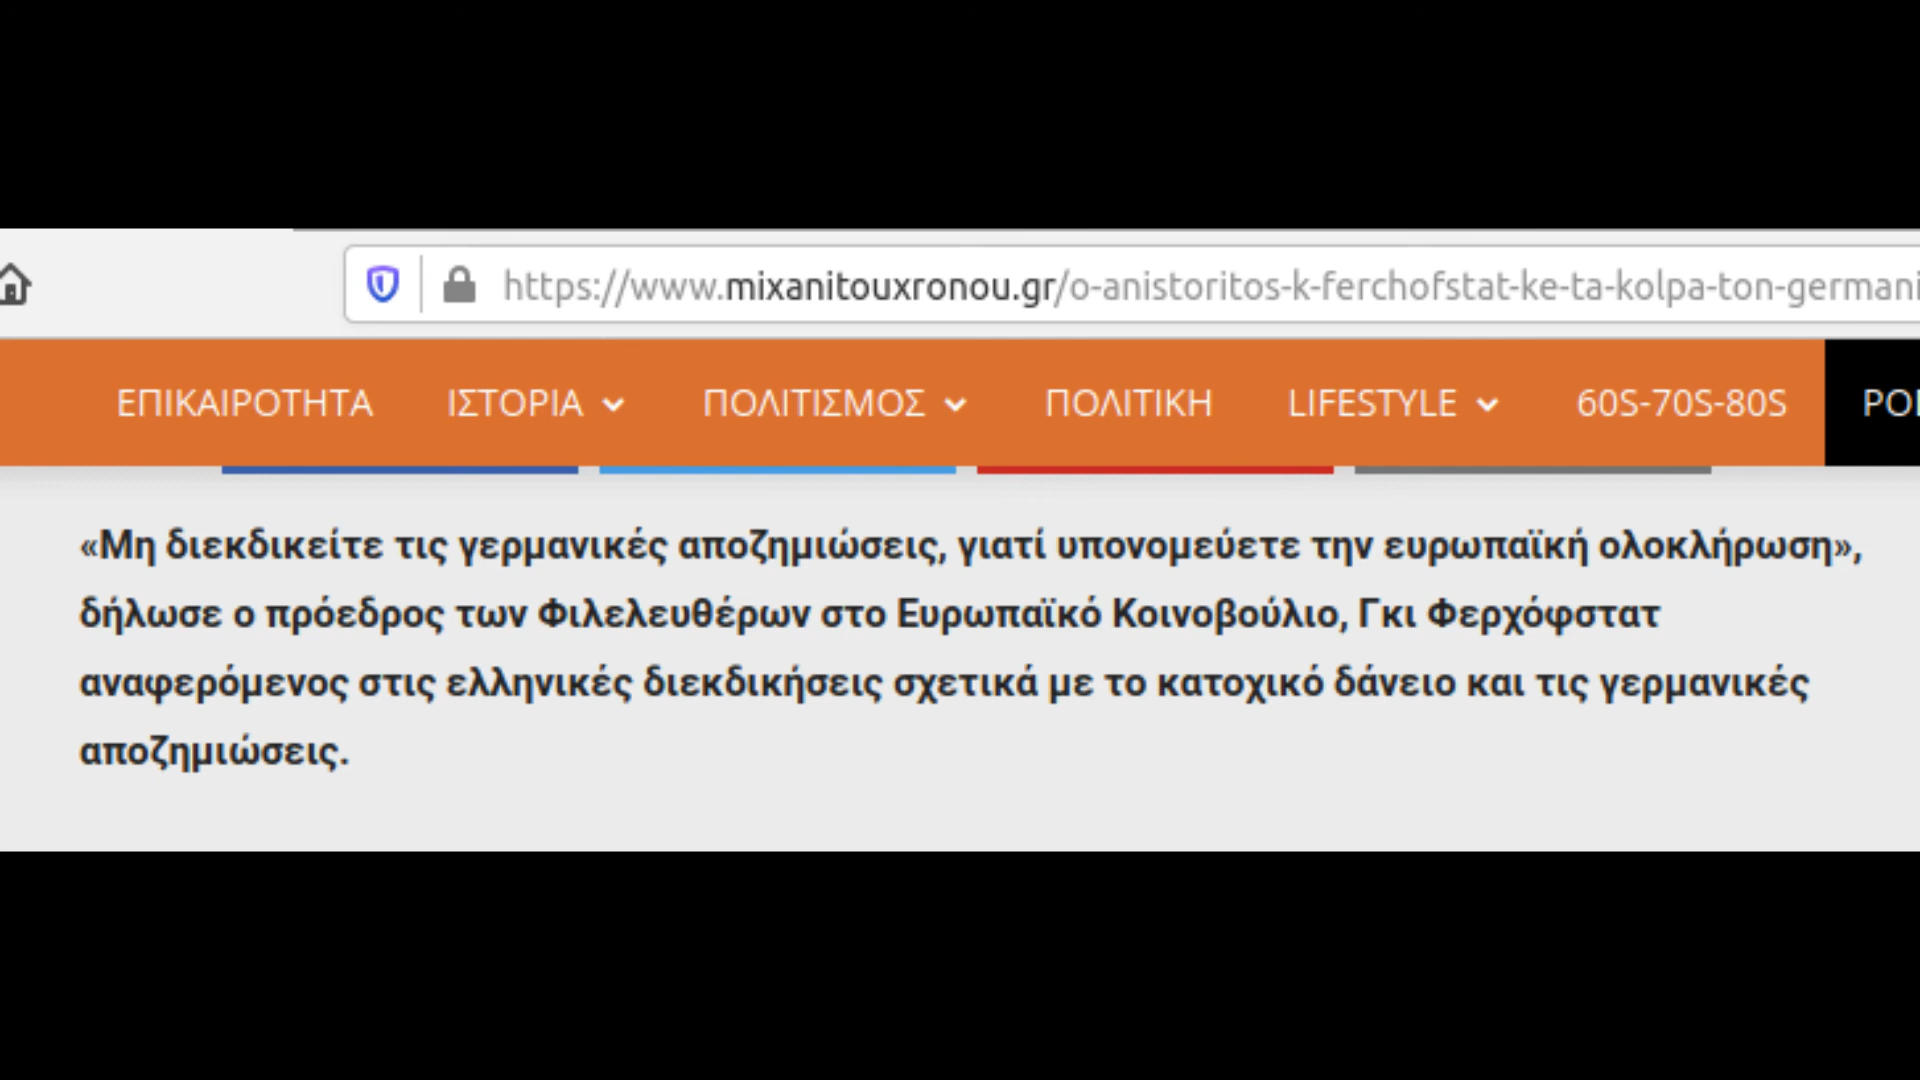 https://www.mixanitouxronou.gr/o-anistoritos-k-ferchofstat-ke-ta-kolpa-ton-germani
ΕΠΙΚΑΙΡΟΤΗΤΑ ΙΣΤΟΡΙΑ ΠΟΛΙΤΙΣΜΟΣ ΠΟΛΙΤΙΚΗ LIFESTYLE 60S-70S-80S
«Μη διεκδικείτε τις γερμανικές αποζημιώσεις, γιατί υπονομεύετε την ευρωπαϊκή ολοκλήρωση»,
δήλωσε ο πρόεδρος των Φιλελευθέρων στο Ευρωπαϊκό Κοινοβούλιο, Γκι Φερχόφστατ
αναφερόμενος στις ελληνικές διεκδικήσεις σχετικά με το κατοχικό δάνειο και τις γερμανικές
αποζημιώσεις.